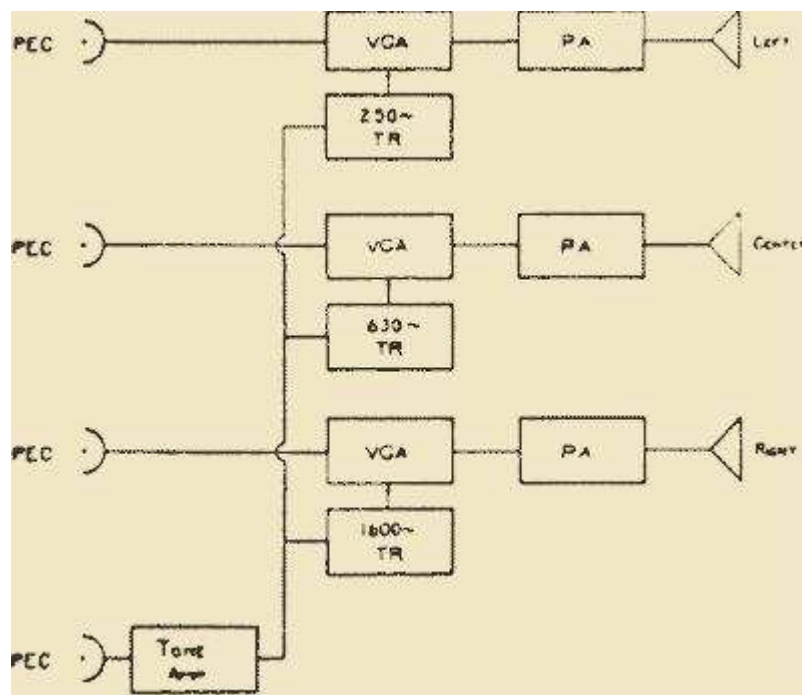 PEC VGA PA LEFT
250~
TR
PEC VGA PA CENTER
630~
TR
PEC VGA PA RIGHT
1600~
TR
PEC TONE
AMP